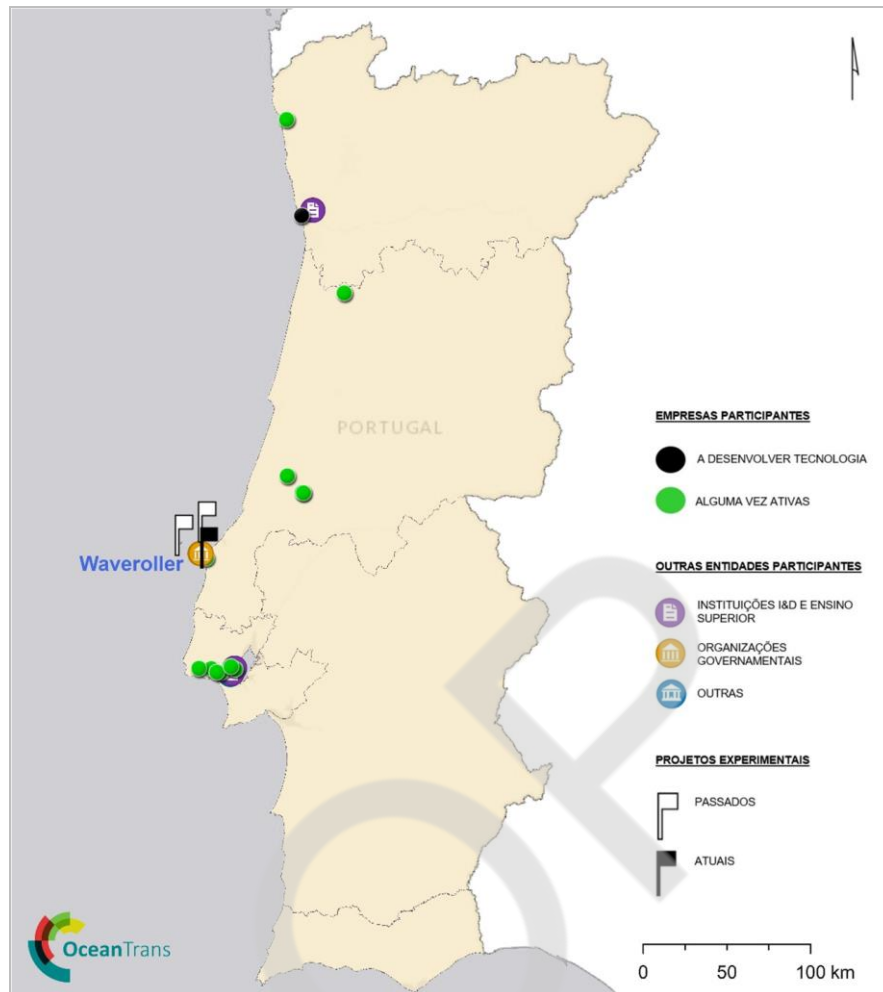 PORTUGAL
Waveroller
EMPRESAS PARTICIPANTES
A DESENVOLVER TECNOLOGIA
ALGUMA VEZ ATIVAS
OUTRAS ENTIDADES PARTICIPANTES
INSTITUIÇÕES I&D E ENSINO
SUPERIOR
ORGANIZAÇÕES
GOVERNAMENTAIS
OUTRAS
PROJETOS EXPERIMENTAIS
PASSADOS
ATUAIS
OceanTrans
0 50 100 km